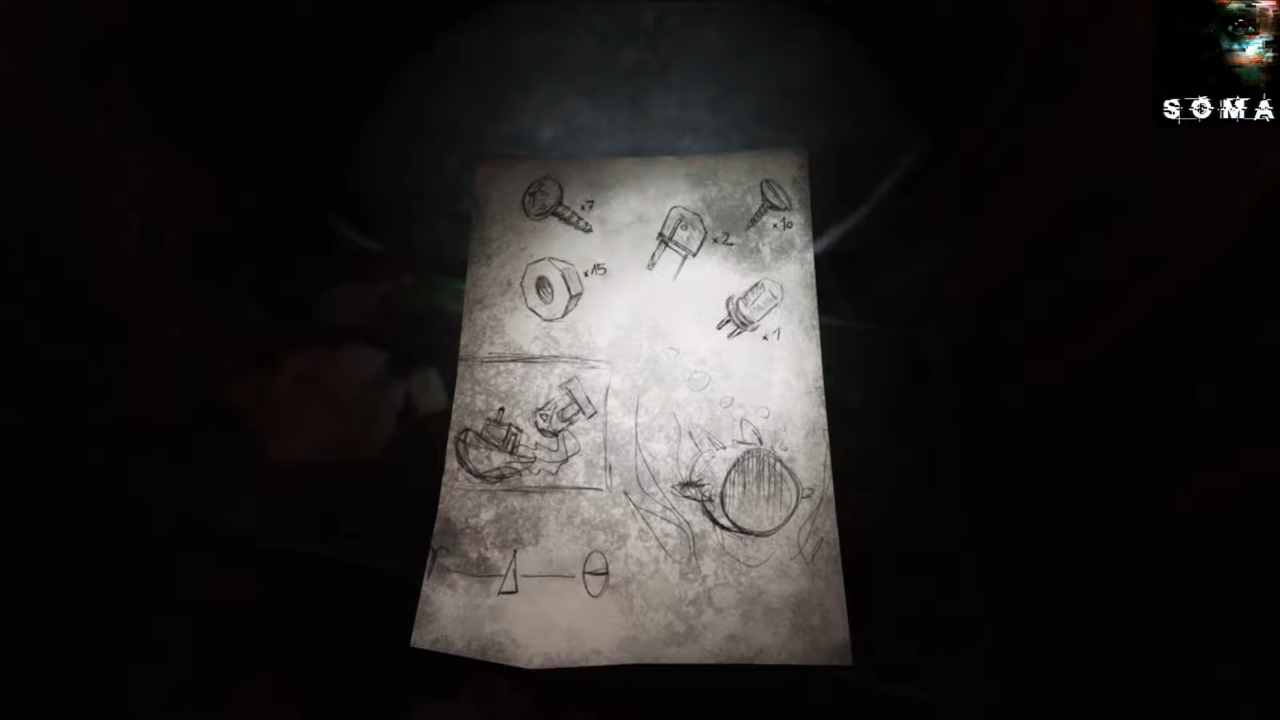 SOMA
x7
x10
x2
x15
x1
Λ — θ